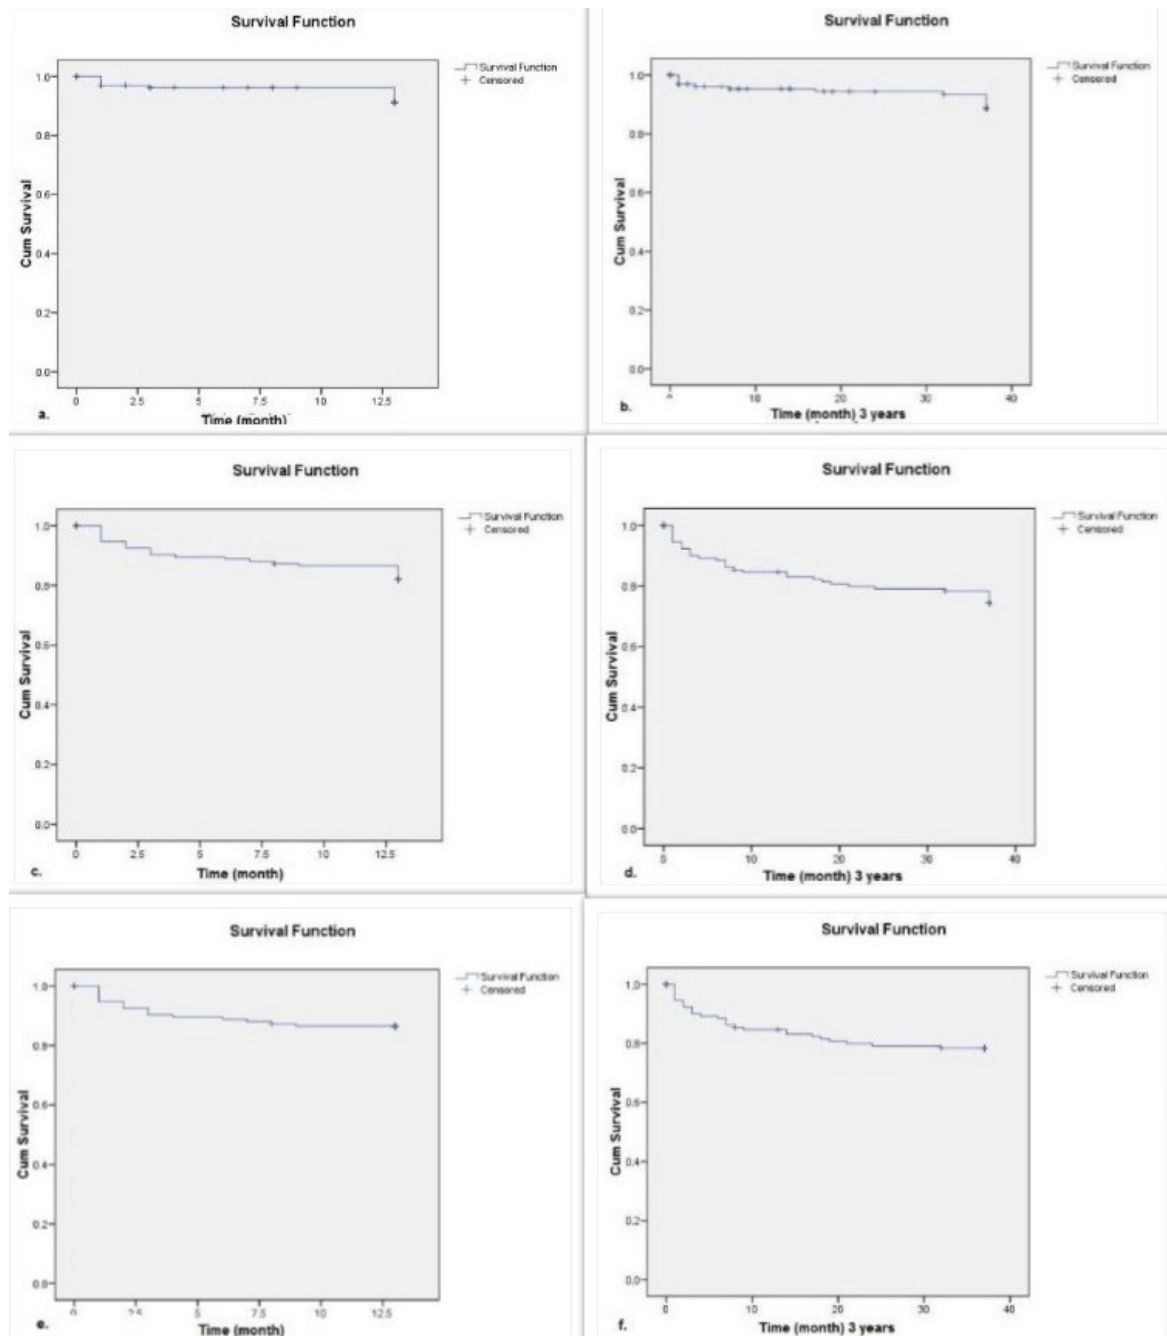 Survival Function
Survival Function
Censored
1.0
0.8
0.6
0.4
0.2
0.0
Cum Survival
0 2.5 5 7.5 10 12.5
a.
Time (month)
Survival Function
Survival Function
Censored
1.0
0.8
0.6
0.4
0.2
0.0
Cum Survival
10 20 30 40
b.
Time (month) 3 years
Survival Function
Survival Function
Censored
1.0
0.8
0.6
0.4
0.2
0.0
Cum Survival
0 2.5 5 7.5 10 12.5
c.
Time (month)
Survival Function
Survival Function
Censored
1.0
0.8
0.6
0.4
0.2
0.0
Cum Survival
0 10 20 30 40
d.
Time (month) 3 years
Survival Function
Survival Function
Censored
1.0
0.8
0.6
0.4
0.2
0.0
Cum Survival
5 7.5 10 12.5
e.
Time (month)
Survival Function
Survival Function
Censored
1.0
0.8
0.6
0.4
0.2
0.0
Cum Survival
0 10 20 30 40
f.
Time (month) 3 years